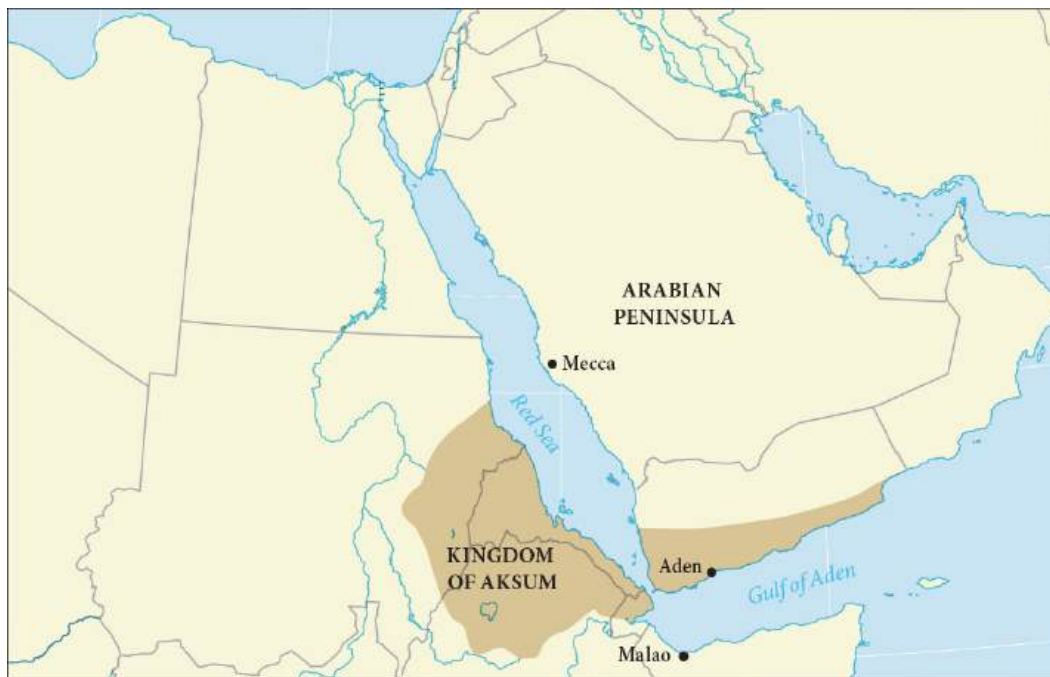 ARABIAN
PENINSULA
Mecca
Red Sea
KINGDOM
OF AKSUM
Aden
Gulf of Aden
Malao